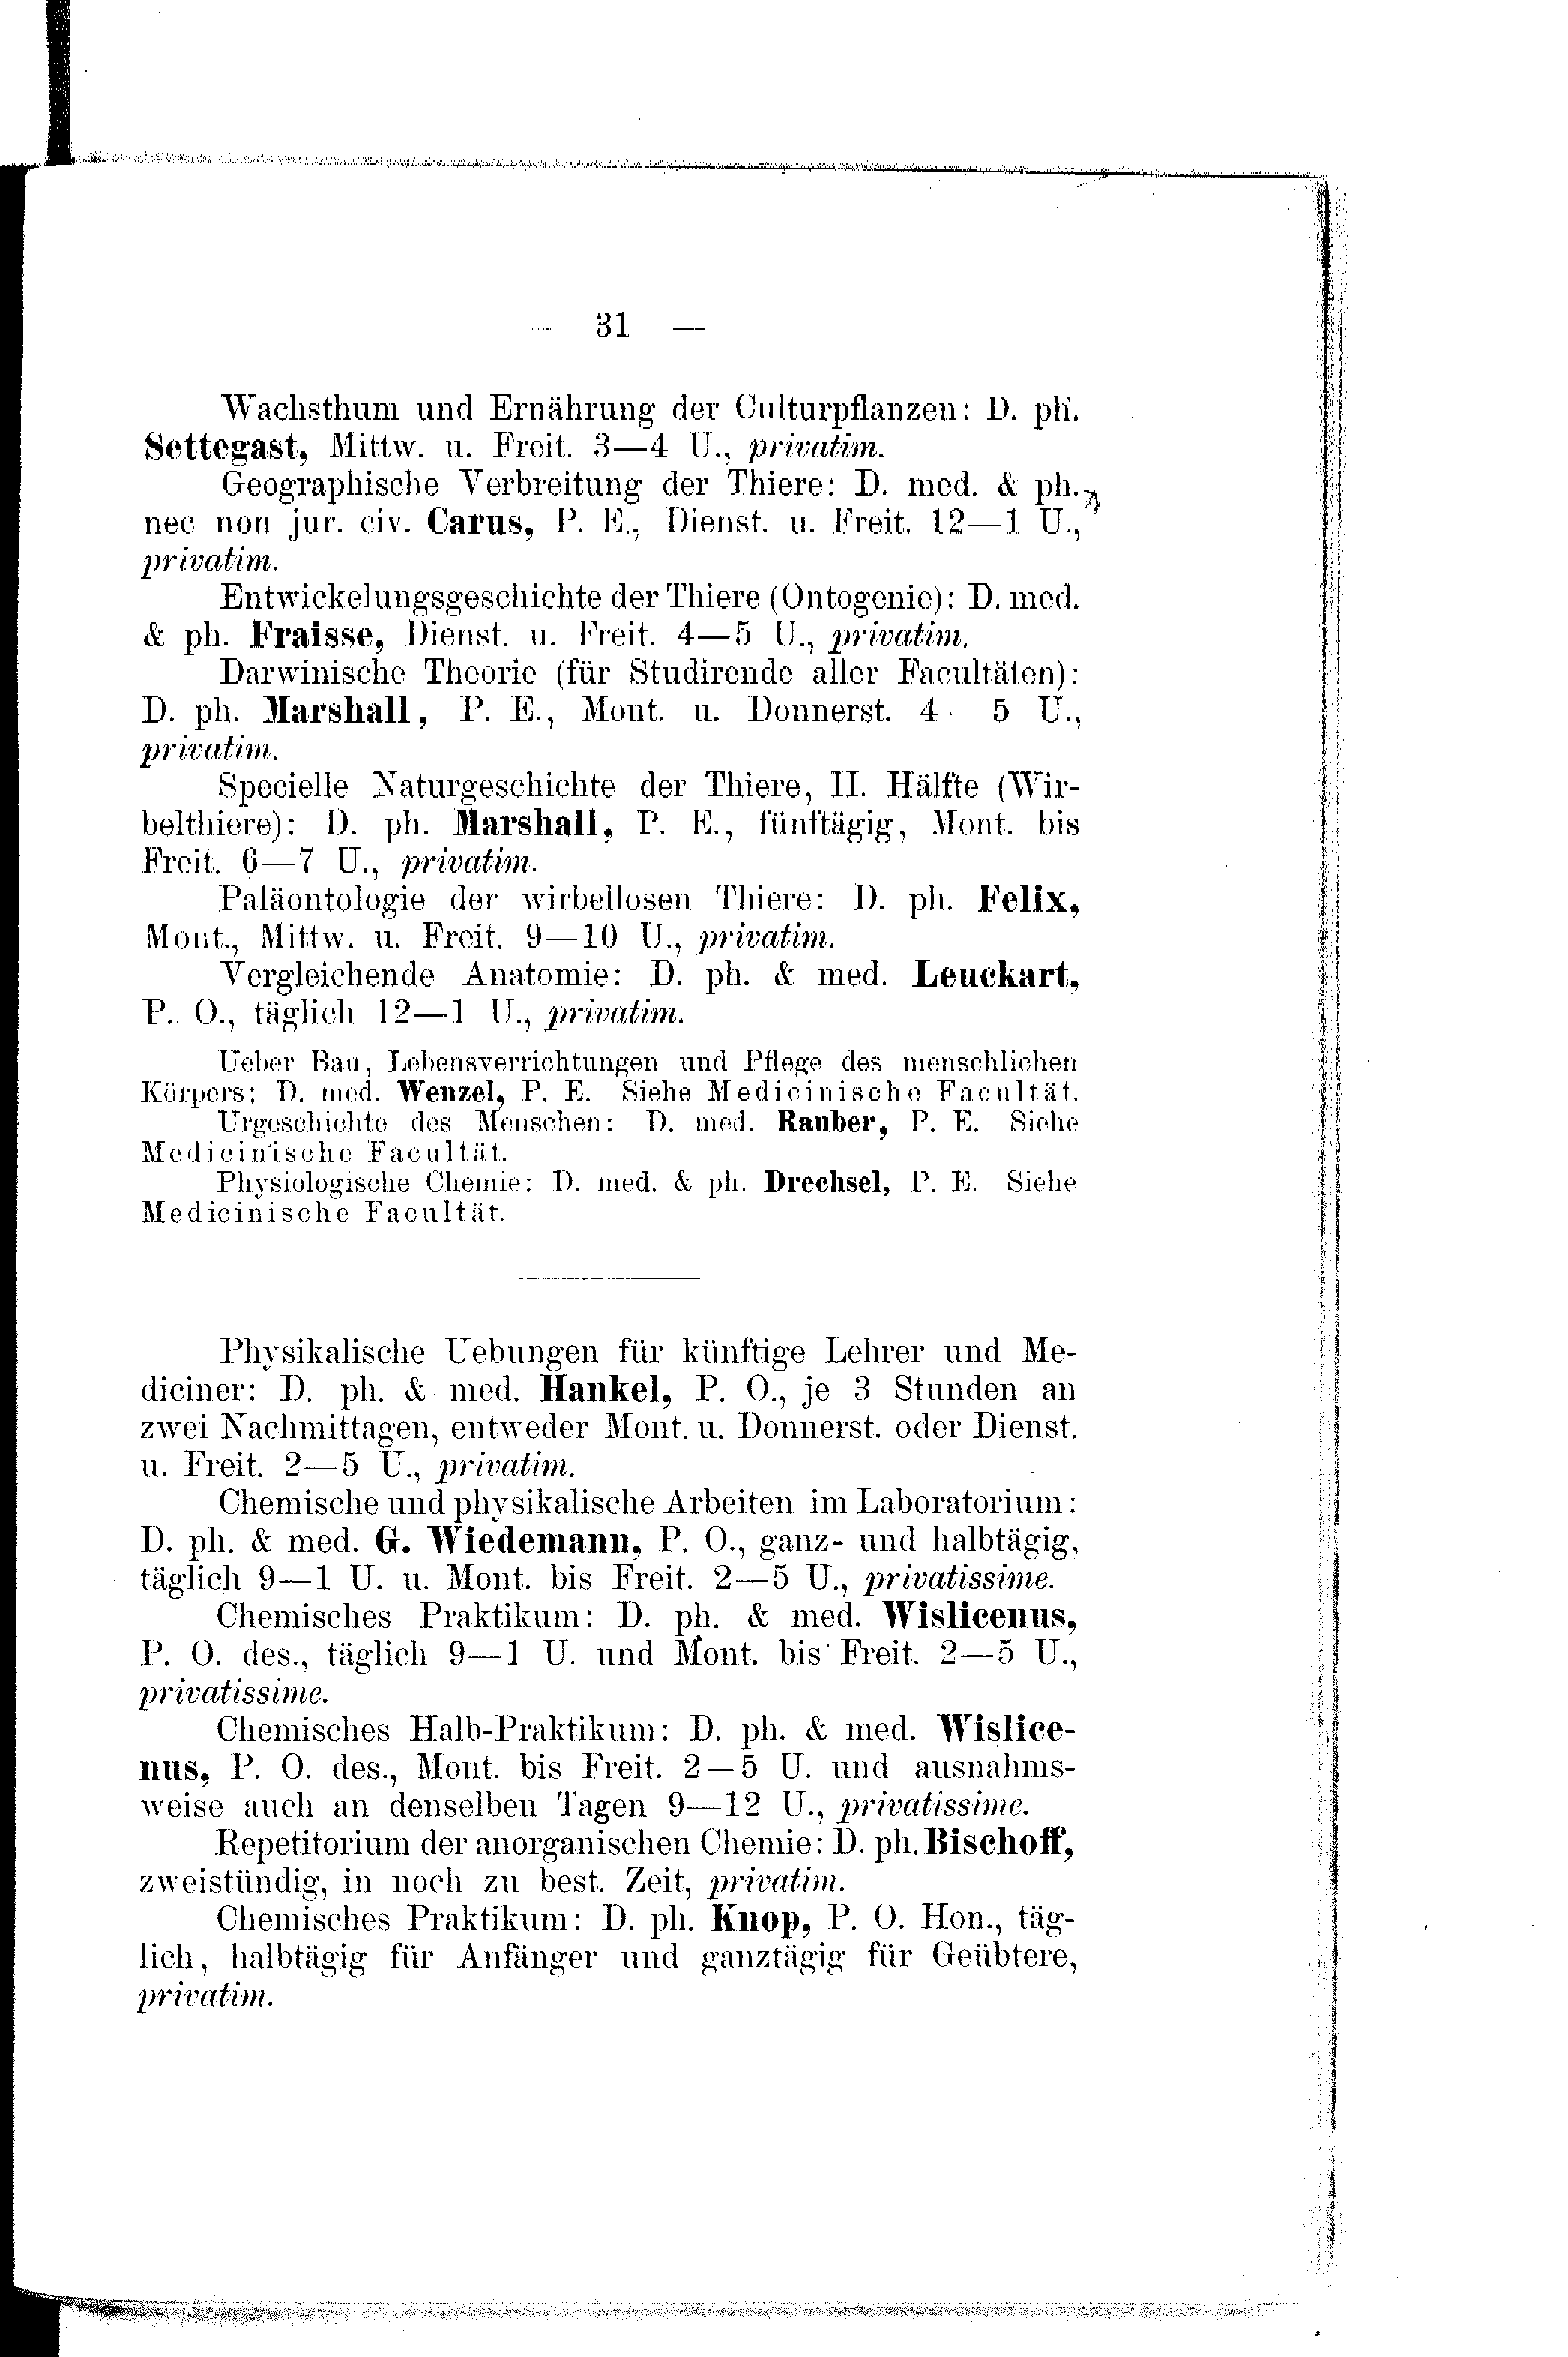 — 31 —
Wachsthum und Ernährung der Culturpflanzen: D. ph.
Settegast, Mittw. u. Freit. 3—4 U., privatim.
Geographische Verbreitung der Thiere: D. med. & ph.
nec non jur. civ. Carus, P. E., Dienst. u. Freit. 12—1 U.,
privatim.
Entwickelungsgeschichte der Thiere (Ontogenie): D. med.
& ph. Fraisse, Dienst. u. Freit. 4—5 U., privatim.
Darwinische Theorie (für Studirende aller Facultäten):
D. ph. Marshall, P. E., Mont. u. Donnerst. 4—5 U.,
privatim.
Specielle Naturgeschichte der Thiere, II. Hälfte (Wir-
belthiere): D. ph. Marshall, P. E., fünftägig, Mont. bis
Freit. 6—7 U., privatim.
Paläontologie der wirbellosen Thiere: D. ph. Felix,
Mont., Mittw. u. Freit. 9—10 U., privatim.
Vergleichende Anatomie: D. ph. & med. Leuckart,
P. O., täglich 12—1 U., privatim.
Ueber Bau, Lebensverrichtungen und Pflege des menschlichen
Körpers: D. med. Wenzel, P. E. Siehe Medicinische Facultät.
Urgeschichte des Menschen: D. med. Rauber, P. E. Siehe
Medicinische Facultät.
Physiologische Chemie: D. med. & ph. Drechsel, P. E. Siehe
Medicinische Facultät.
Physikalische Uebungen für künftige Lehrer und Me-
diciner: D. ph. & med. Hankel, P. O., je 3 Stunden an
zwei Nachmittagen, entweder Mont. u. Donnerst. oder Dienst.
u. Freit. 2—5 U., privatim.
Chemische und physikalische Arbeiten im Laboratorium:
D. ph. & med. G. Wiedemann, P. O., ganz- und halbtägig,
täglich 9—1 U. u. Mont. bis Freit. 2—5 U., privatissime.
Chemisches Praktikum: D. ph. & med. Wislicenus,
P. O. des., täglich 9—1 U. und Mont. bis Freit. 2—5 U.,
privatissime.
Chemisches Halb-Praktikum: D. ph. & med. Wislice-
nus, P. O. des., Mont. bis Freit. 2—5 U. und ausnahms-
weise auch an denselben Tagen 9—12 U., privatissime.
Repetitorium der anorganischen Chemie: D. ph. Bischoff,
zweistündig, in noch zu best. Zeit, privatim.
Chemisches Praktikum: D. ph. Knop, P. O. Hon., täg-
lich, halbtägig für Anfänger und ganztägig für Geübtere,
privatim.